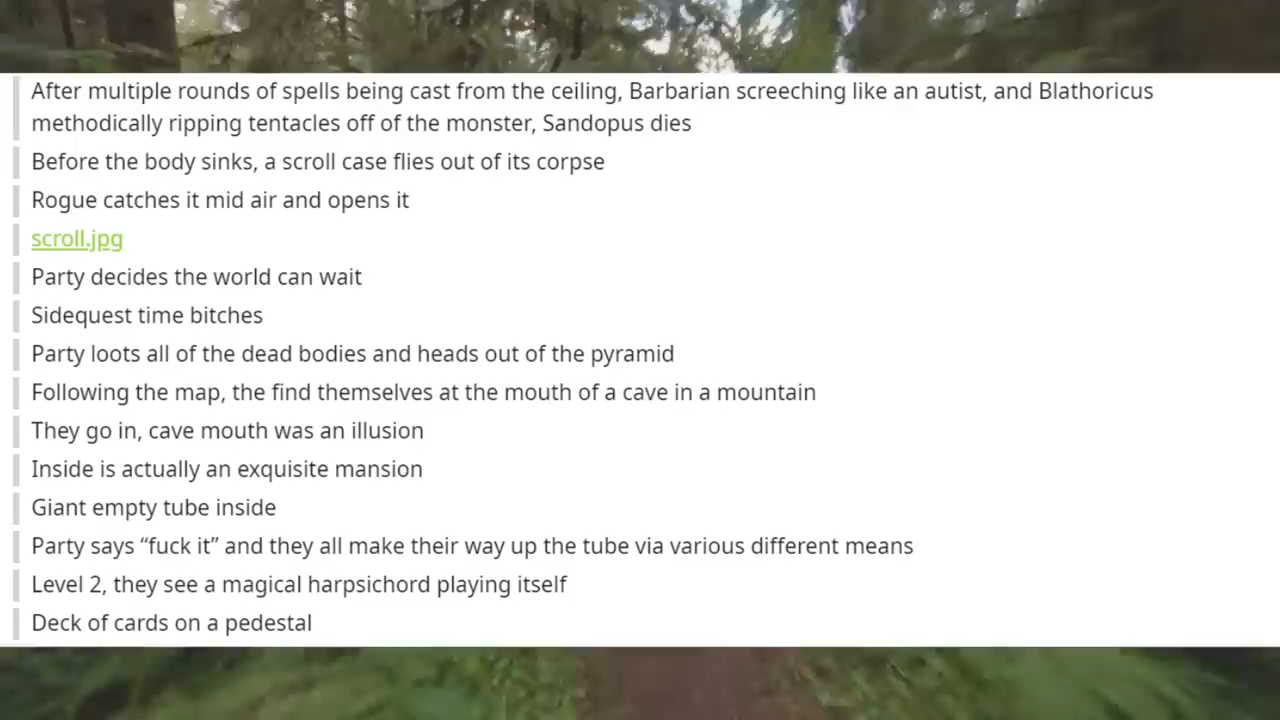 After multiple rounds of spells being cast from the ceiling, Barbarian screeching like an autist, and Blathoricus
methodically ripping tentacles off of the monster, Sandopus dies
Before the body sinks, a scroll case flies out of its corpse
Rogue catches it mid air and opens it
scroll.jpg
Party decides the world can wait
Sidequest time bitches
Party loots all of the dead bodies and heads out of the pyramid
Following the map, the find themselves at the mouth of a cave in a mountain
They go in, cave mouth was an illusion
Inside is actually an exquisite mansion
Giant empty tube inside
Party says “fuck it” and they all make their way up the tube via various different means
Level 2, they see a magical harpsichord playing itself
Deck of cards on a pedestal